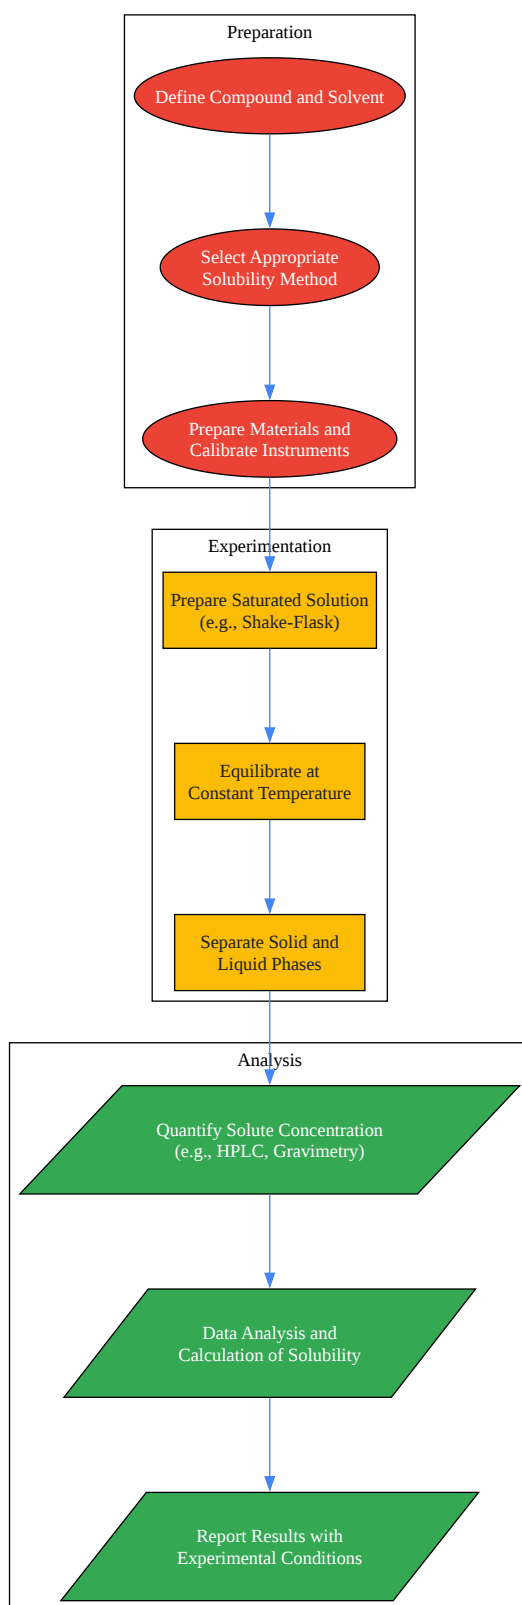 Preparation
Define Compound and Solvent
Select Appropriate
Solubility Method
Prepare Materials and
Calibrate Instruments
Experimentation
Prepare Saturated Solution
(e.g., Shake-Flask)
Equilibrate at
Constant Temperature
Separate Solid and
Liquid Phases
Analysis
Quantify Solute Concentration
(e.g., HPLC, Gravimetry)
Data Analysis and
Calculation of Solubility
Report Results with
Experimental Conditions